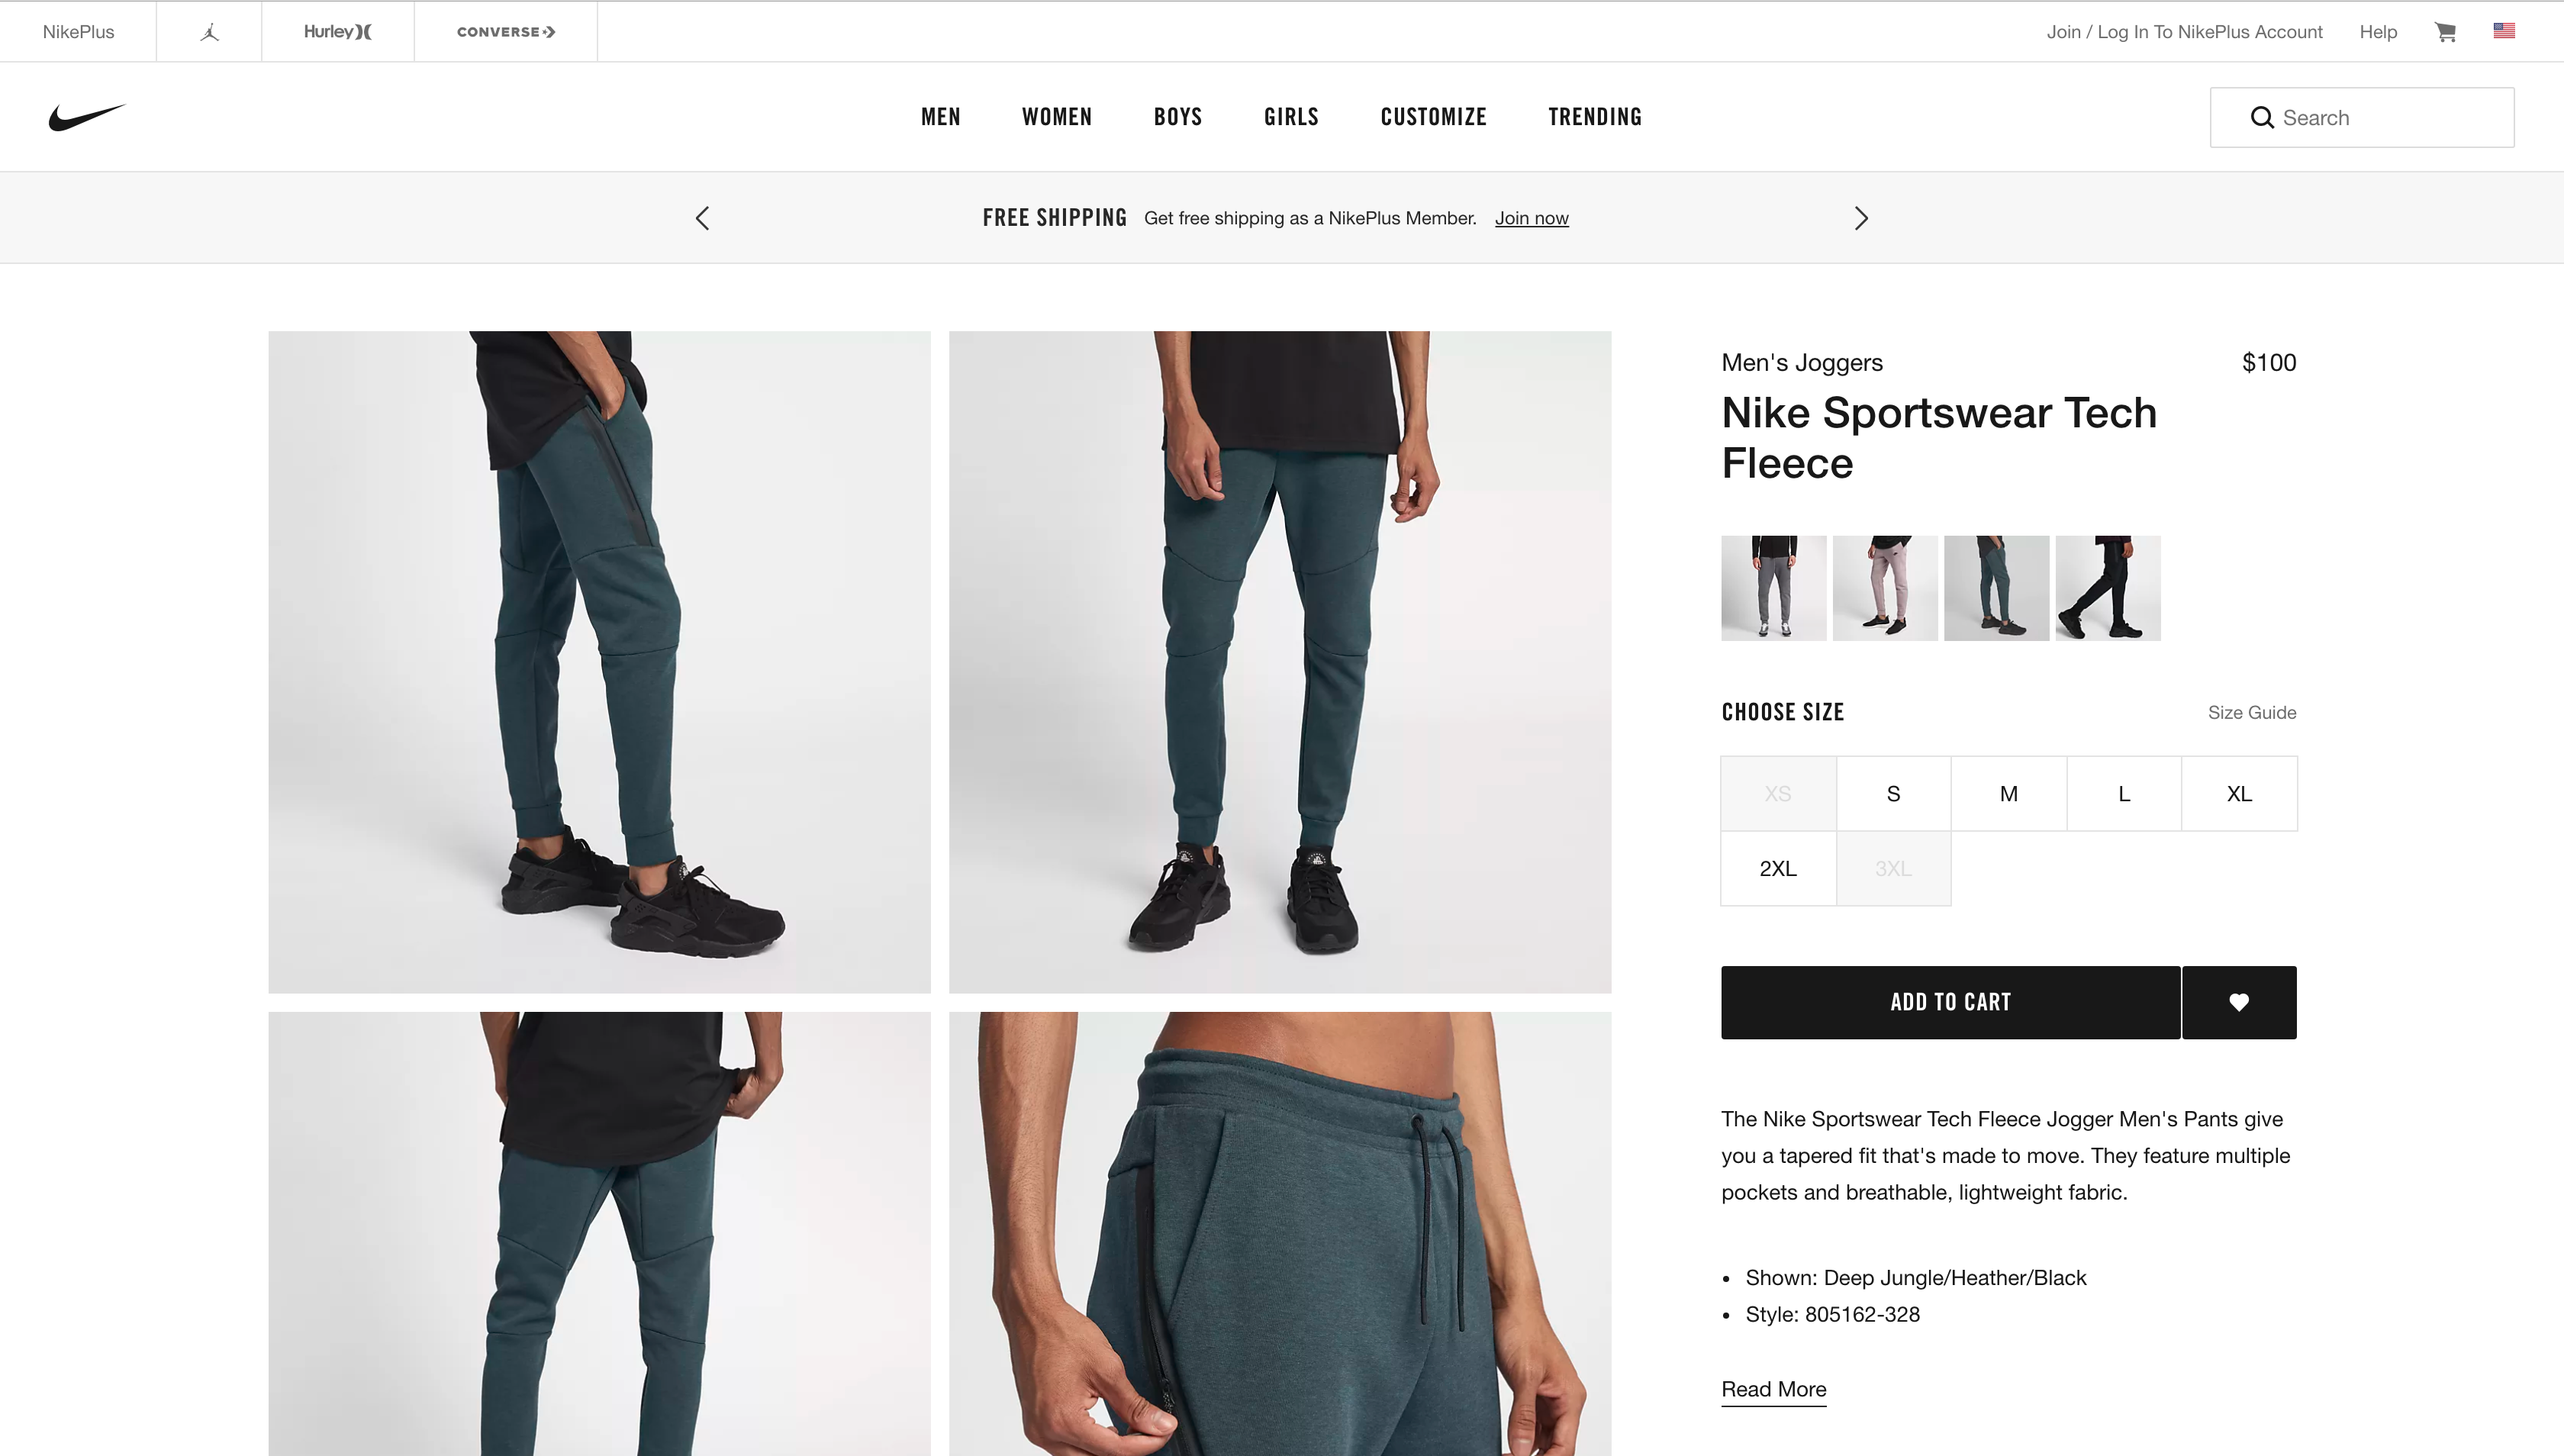 NikePlus
Hurley
CONVERSE
Join / Log In To NikePlus Account
Help
MEN
WOMEN
BOYS
GIRLS
CUSTOMIZE
TRENDING
Search
FREE SHIPPING Get free shipping as a NikePlus Member. Join now
Men's Joggers
$100
Nike Sportswear Tech
Fleece
CHOOSE SIZE
Size Guide
XS
S
M
L
XL
2XL
3XL
ADD TO CART
The Nike Sportswear Tech Fleece Jogger Men's Pants give
you a tapered fit that's made to move. They feature multiple
pockets and breathable, lightweight fabric.
• Shown: Deep Jungle/Heather/Black
• Style: 805162-328
Read More